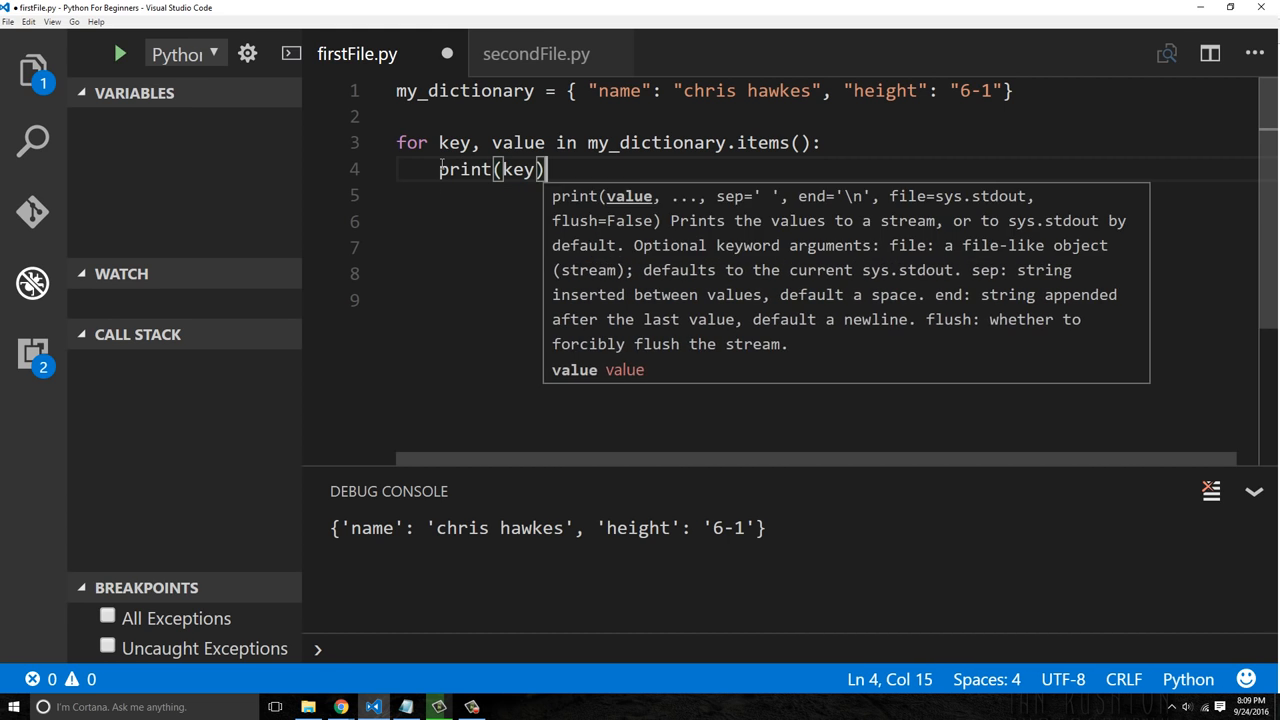 firstFile.py - Python For Beginners - Visual Studio Code
File Edit View Go Help
1
2
Pythor
VARIABLES
WATCH
CALL STACK
BREAKPOINTS
All Exceptions
Uncaught Exceptions
firstFile.py secondFile.py
1 my_dictionary = { "name": "chris hawkes", "height": "6-1"}
2
3 for key, value in my_dictionary.items():
4 print(key)
5
6
7
8
9
print(value, ..., sep=' ', end='\n', file=sys.stdout,
flush=False) Prints the values to a stream, or to sys.stdout by
default. Optional keyword arguments: file: a file-like object
(stream); defaults to the current sys.stdout. sep: string
inserted between values, default a space. end: string appended
after the last value, default a newline. flush: whether to
forcibly flush the stream.
value value
DEBUG CONSOLE
{'name': 'chris hawkes', 'height': '6-1'}
0 0 Ln 4, Col 15 Spaces: 4 UTF-8 CRLF Python
I'm Cortana. Ask me anything.
8:09 PM
9/24/2016